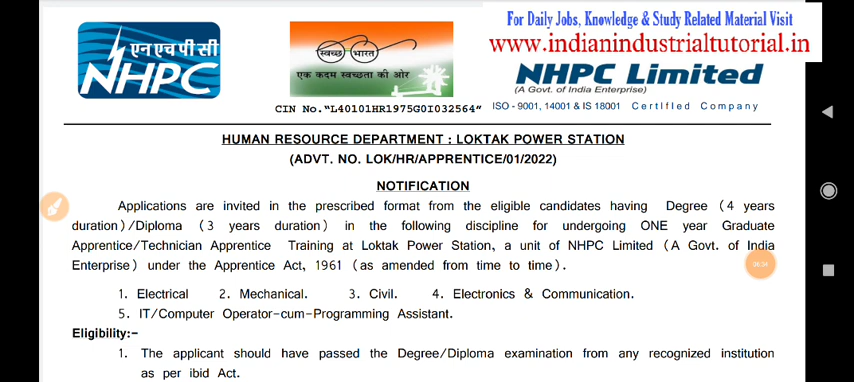 For Daily Jobs, Knowledge & Study Related Material Visit
www.indianindustrialtutorial.in
एन एच पी सी
NHPC
स्वच्छ भारत
एक कदम स्वच्छता की ओर
NHPC Limited
(A Govt. of India Enterprise)
CIN No."L40101HR1975GOI032564" ISO - 9001, 14001 & IS 18001 Certified Company
HUMAN RESOURCE DEPARTMENT : LOKTAK POWER STATION
(ADVT. NO. LOK/HR/APPRENTICE/01/2022)
NOTIFICATION
Applications are invited in the prescribed format from the eligible candidates having Degree (4 years
duration)/Diploma (3 years duration) in the following discipline for undergoing ONE year Graduate
Apprentice/Technician Apprentice Training at Loktak Power Station, a unit of NHPC Limited (A Govt. of India
Enterprise) under the Apprentice Act, 1961 (as amended from time to time).
1. Electrical 2. Mechanical. 3. Civil. 4. Electronics & Communication.
5. IT/Computer Operator-cum-Programming Assistant.
Eligibility:-
1. The applicant should have passed the Degree/Diploma examination from any recognized institution
as per ibid Act.